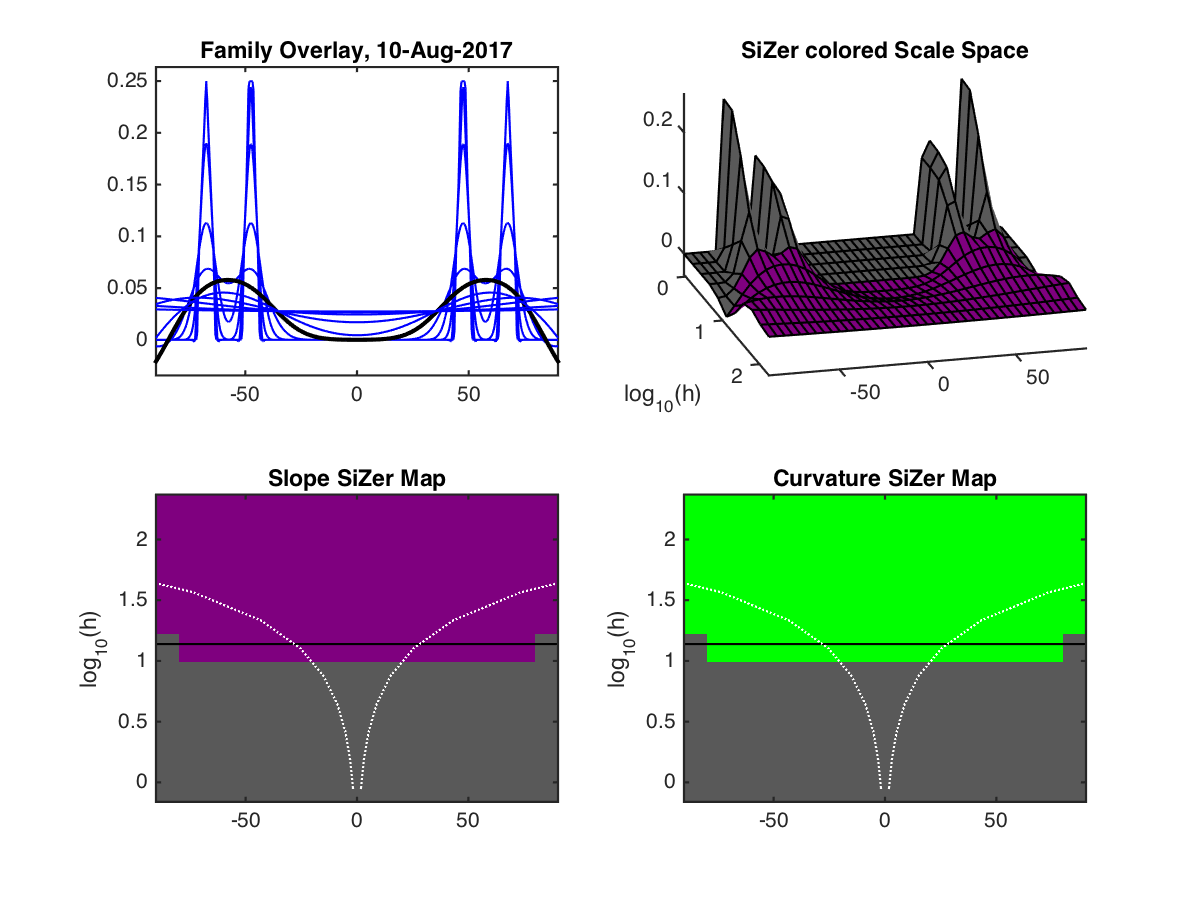 Family Overlay, 10-Aug-2017
0.25
0.2
0.15
0.1
0.05
0
-50 0 50
SiZer colored Scale Space
0.2
0.1
0
0
1
2
log10(h)
-50 0 50
Slope SiZer Map
2
1.5
1
0.5
0
log10(h)
-50 0 50
Curvature SiZer Map
2
1.5
1
0.5
0
log10(h)
-50 0 50